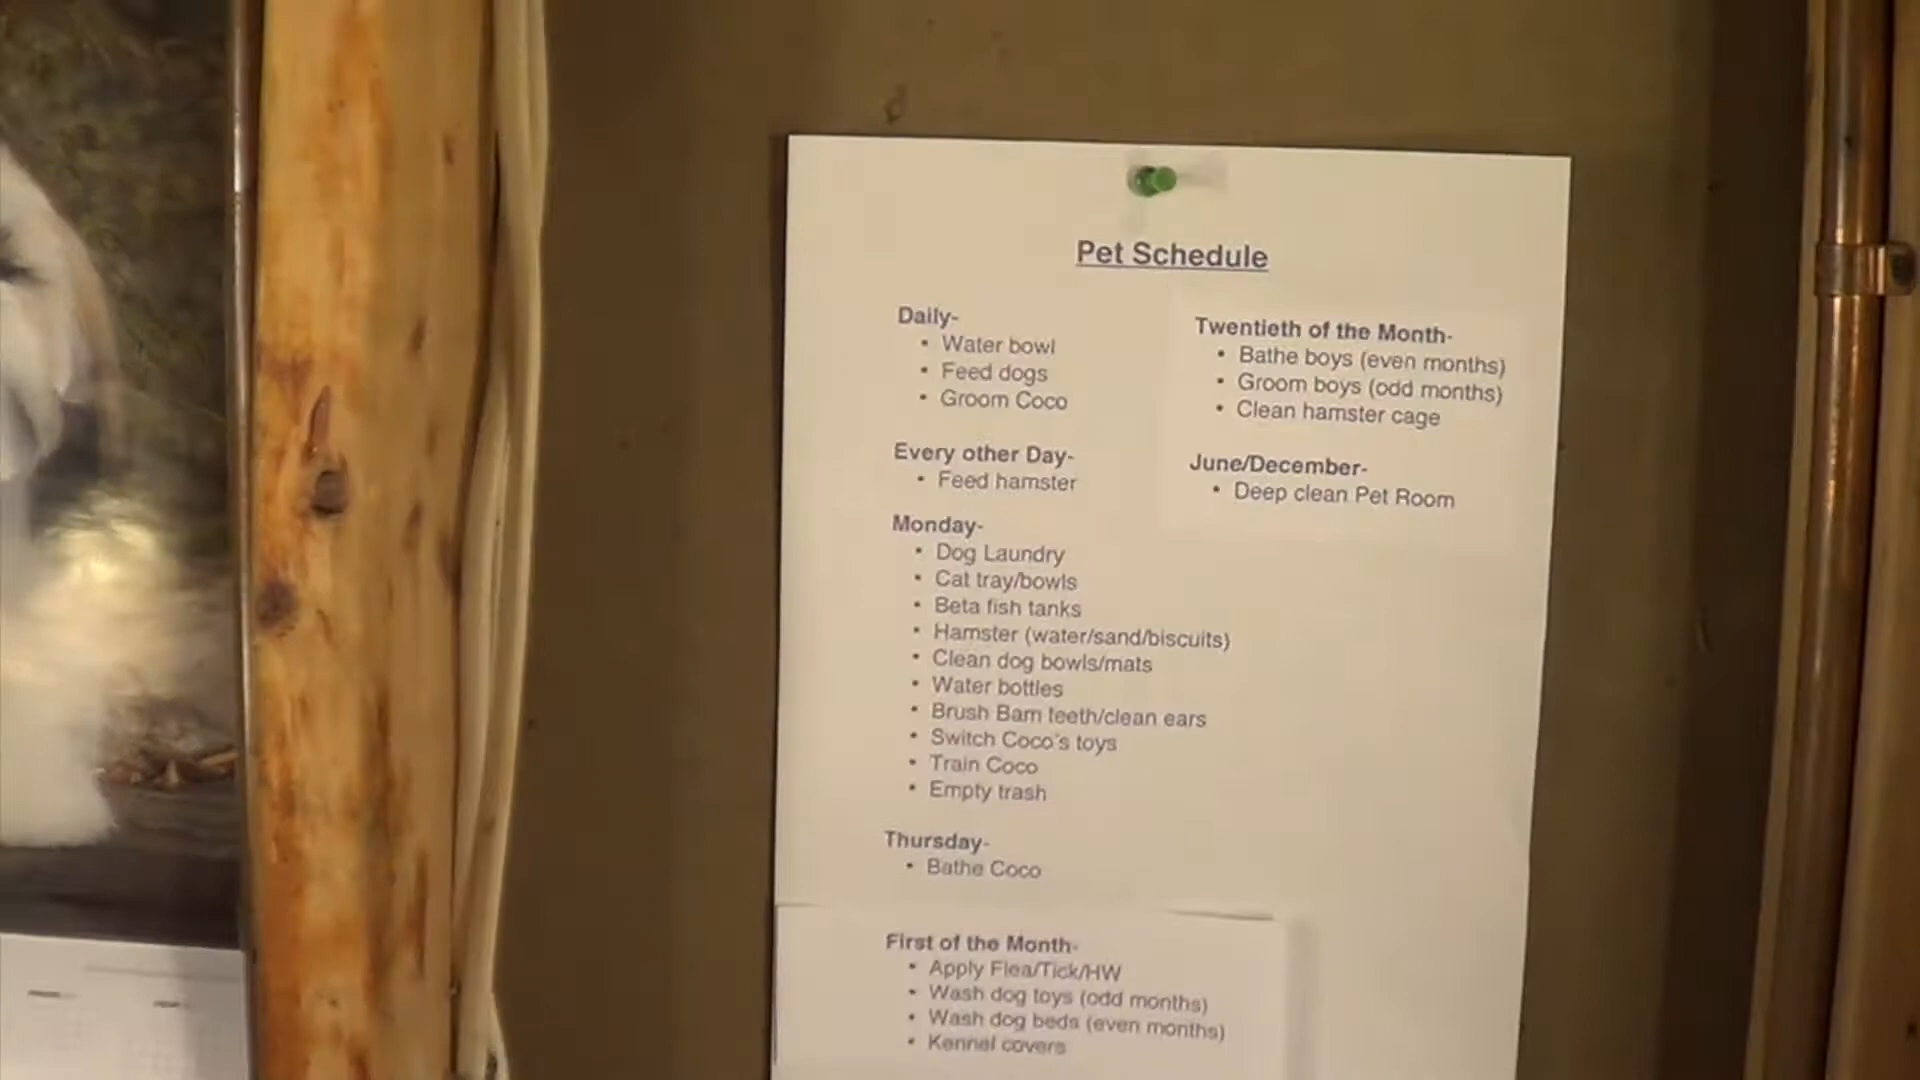 Pet Schedule
Daily-
• Water bowl
• Feed dogs
• Groom Coco
Every other Day-
• Feed hamster
Monday-
• Dog Laundry
• Cat tray/bowls
• Beta fish tanks
• Hamster (water/sand/biscuits)
• Clean dog bowls/mats
• Water bottles
• Brush Bam teeth/clean ears
• Switch Coco's toys
• Train Coco
• Empty trash
Thursday-
• Bathe Coco
First of the Month-
• Apply Flea/Tick/HW
• Wash dog toys (odd months)
• Wash dog beds (even months)
• Kennel covers
Twentieth of the Month-
• Bathe boys (even months)
• Groom boys (odd months)
• Clean hamster cage
June/December-
• Deep clean Pet Room